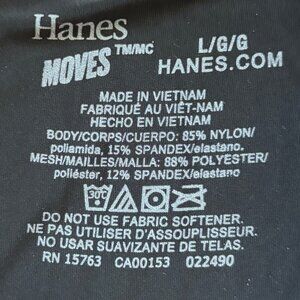 Hanes
MOVES TM/MC
L/G/G
HANES.COM
MADE IN VIETNAM
FABRIQUÉ AU VIÊT-NAM
HECHO EN VIETNAM
BODY/CORPS/CUERPO: 85% NYLON/
poliamida, 15% SPANDEX/elastano.
MESH/MAILLES/MALLA: 88% POLYESTER/
poliéster, 12% SPANDEX/elastano.
30C
DO NOT USE FABRIC SOFTENER.
NE PAS UTILISER D'ASSOUPLISSEUR.
NO USAR SUAVIZANTE DE TELAS.
RN 15763 CA00153 022490